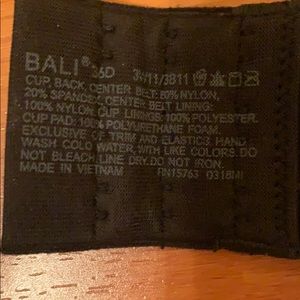 BALI® 36D 3W11/3811
CUP, BACK, CENTER BELT: 80% NYLON,
20% SPANDEX. CENTER BELT LINING:
100% NYLON. CUP LININGS: 100% POLYESTER.
CUP PAD: 100% POLYURETHANE FOAM.
EXCLUSIVE OF TRIM AND ELASTICS. HAND
WASH COLD WATER, WITH LIKE COLORS. DO
NOT BLEACH. LINE DRY. DO NOT IRON.
MADE IN VIETNAM RN15763 0318MI